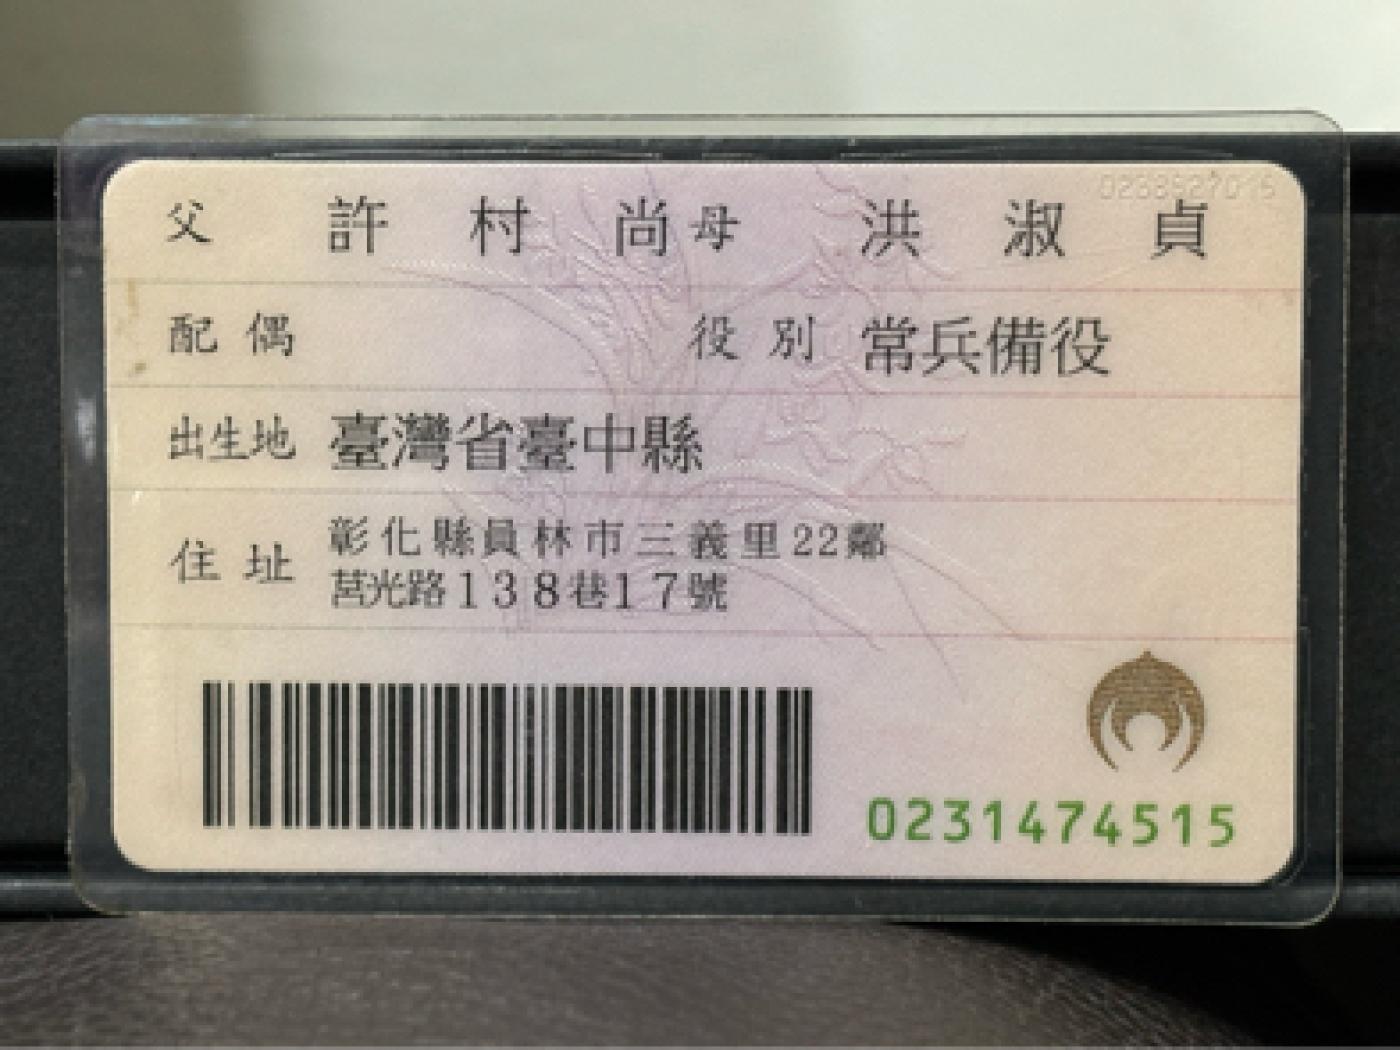 父 許村尚 母 洪淑貞
配偶 役別 常兵備役
出生地 臺灣省臺中縣
住址 彰化縣員林市三義里22鄰
莒光路138巷17號
0231474515